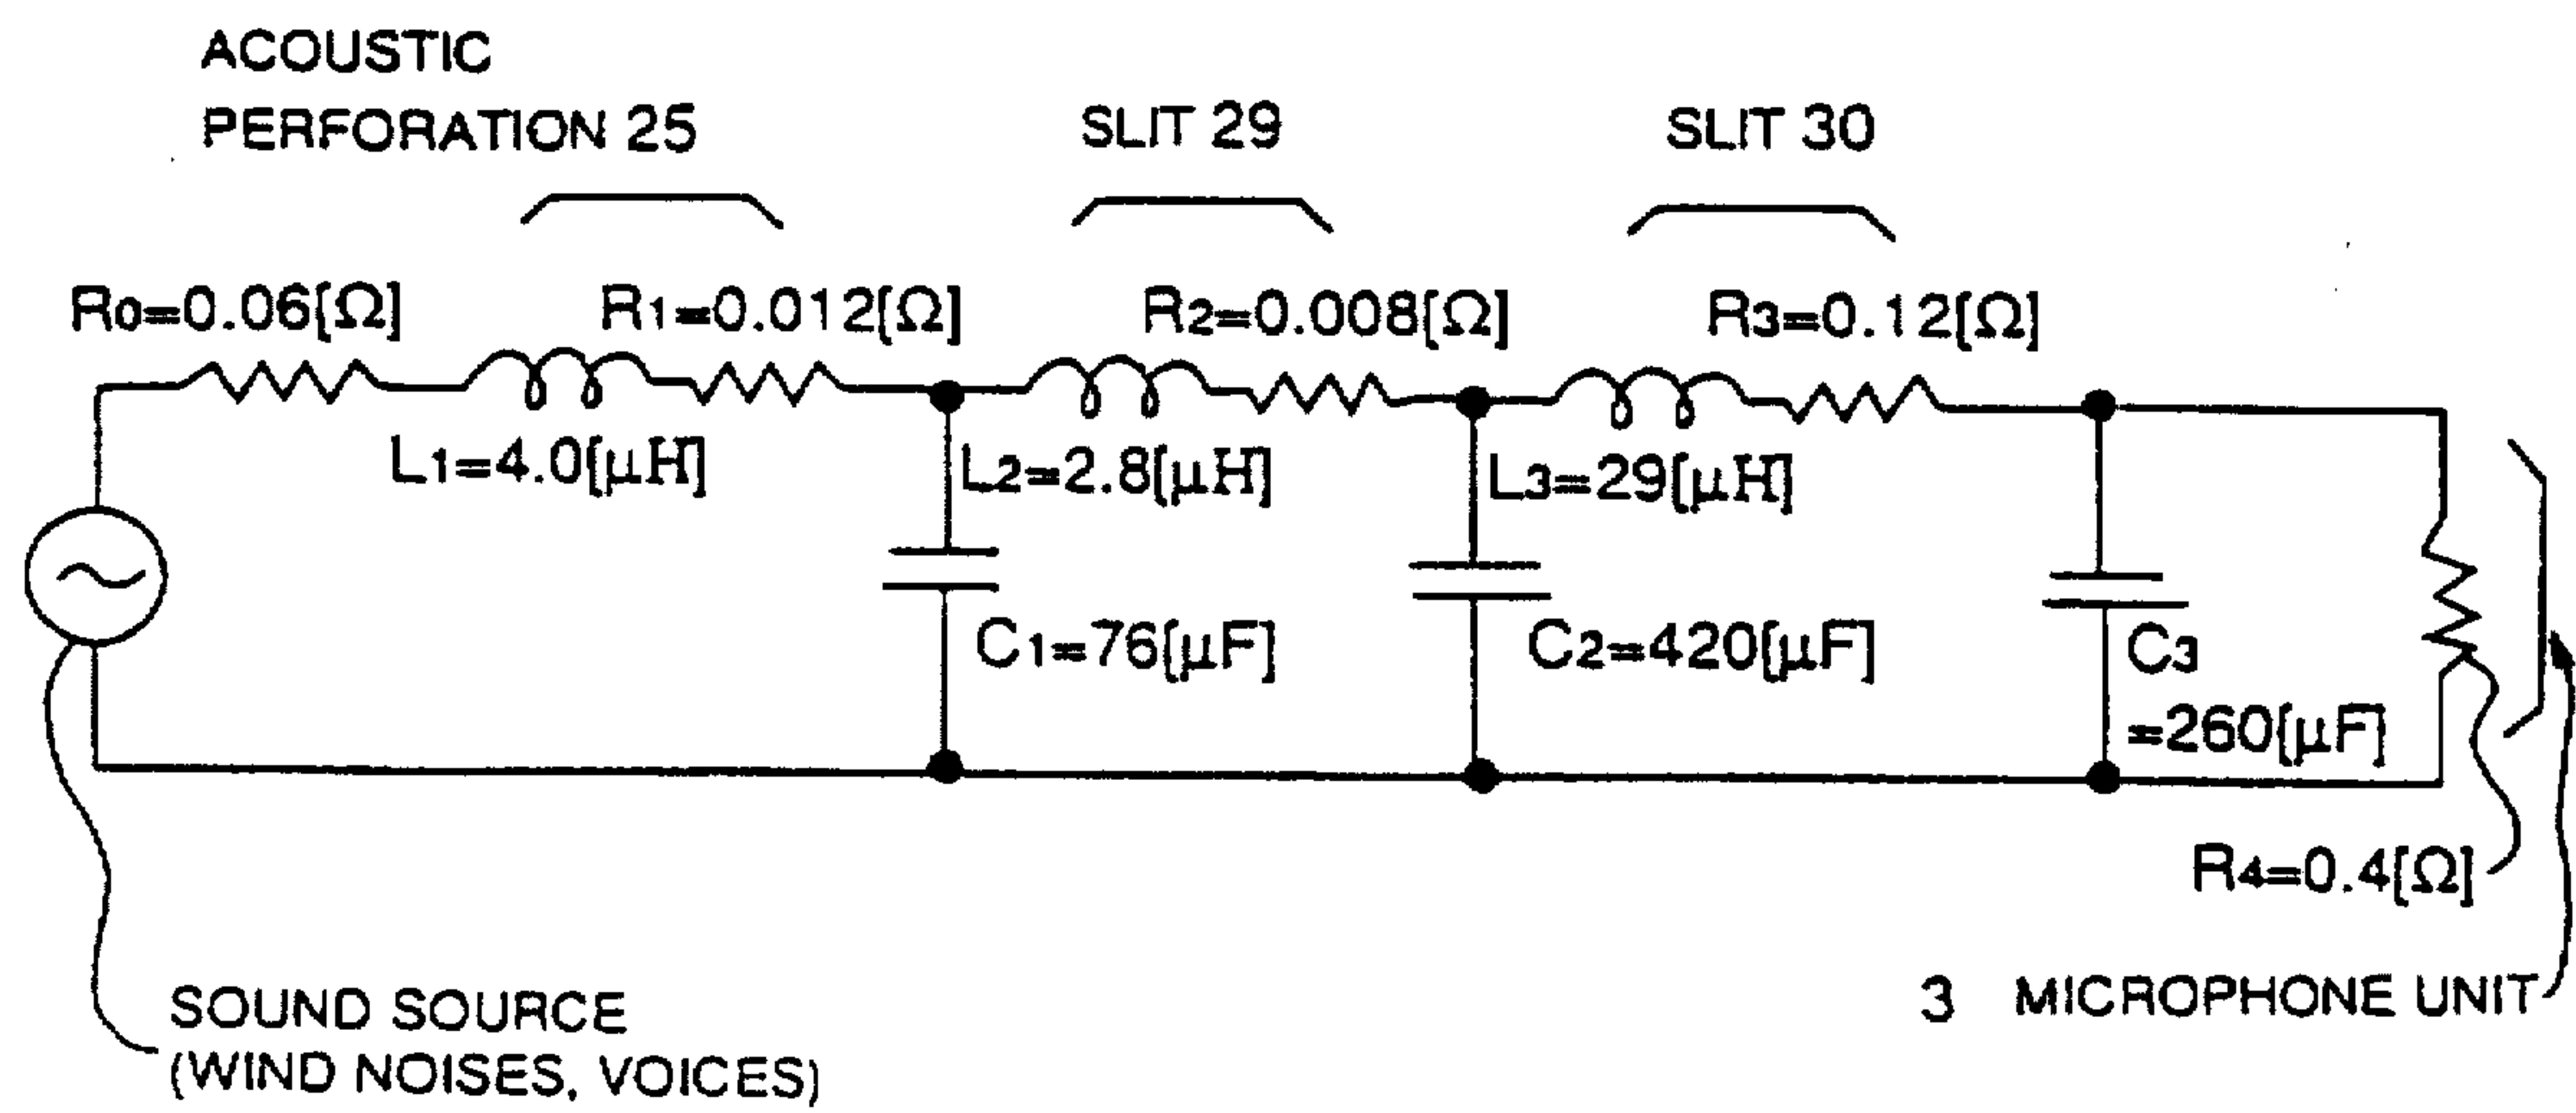 ACOUSTIC
PERFORATION 25
SLIT 29
SLIT 30
R0=0.06[Ω]
R1=0.012[Ω]
R2=0.008[Ω]
R3=0.12[Ω]
L1=4.0[μH]
L2=2.8[μH]
L3=29[μH]
C1=76[μF]
C2=420[μF]
C3
=260[μF]
R4=0.4[Ω]
SOUND SOURCE
(WIND NOISES, VOICES)
3 MICROPHONE UNIT